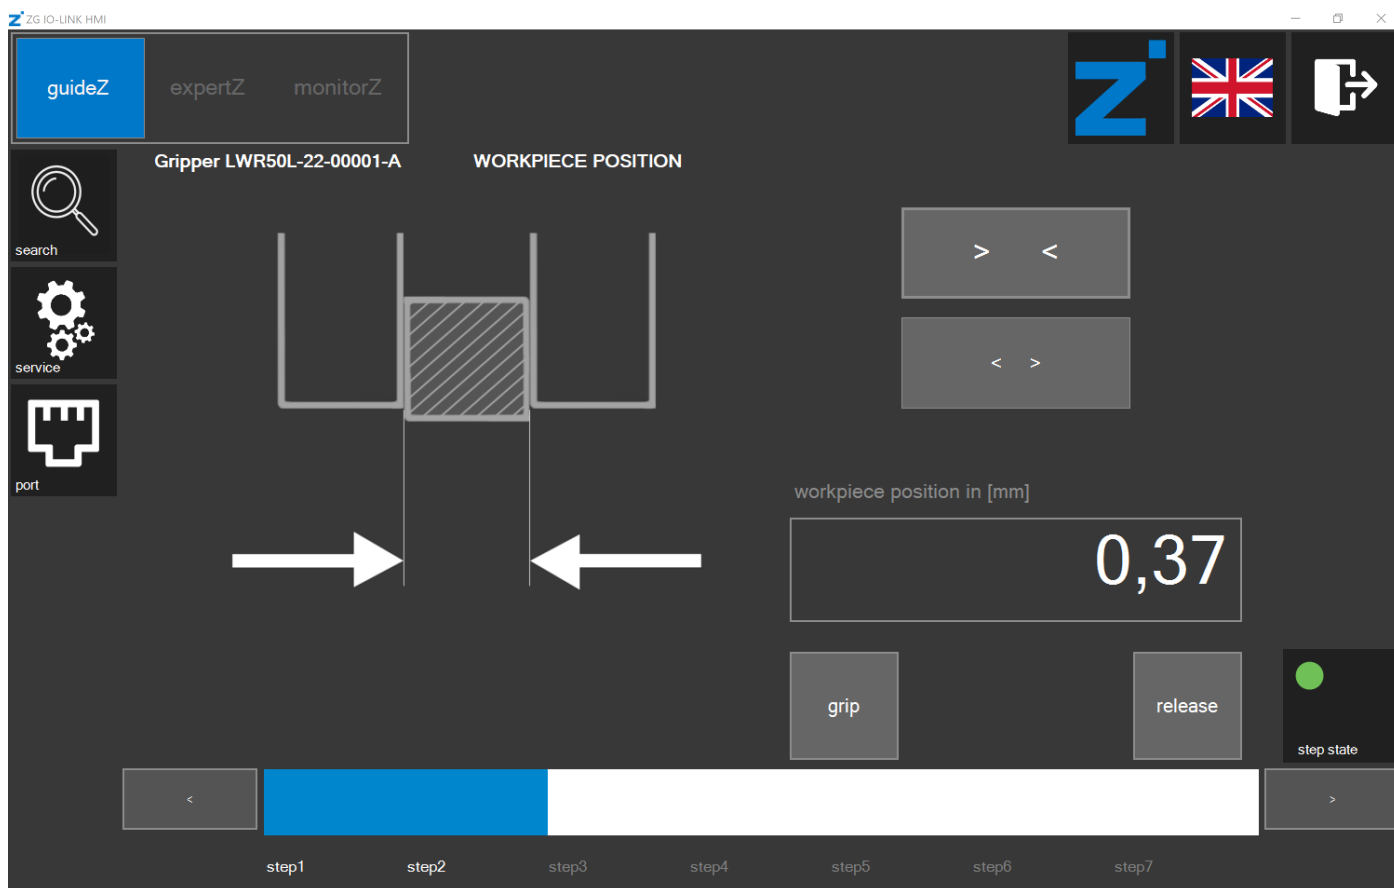 ZG IO-LINK HMI
guideZ expertZ monitorZ
Gripper LWR50L-22-00001-A WORKPIECE POSITION
search
> <
service
< >
port
workpiece position in [mm]
0,37
grip release
step state
< >
step1 step2 step3 step4 step5 step6 step7